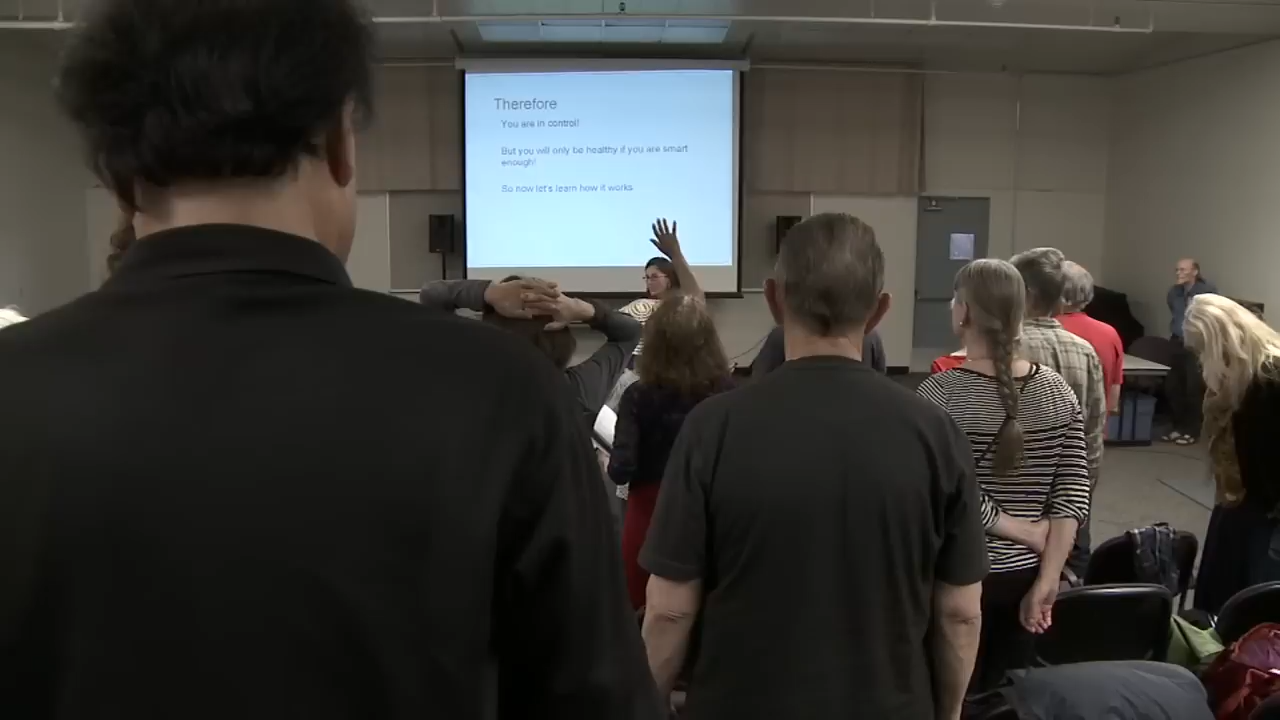 Therefore
You are in control!
But you will only be healthy if you are smart
enough!
So now let's learn how it works